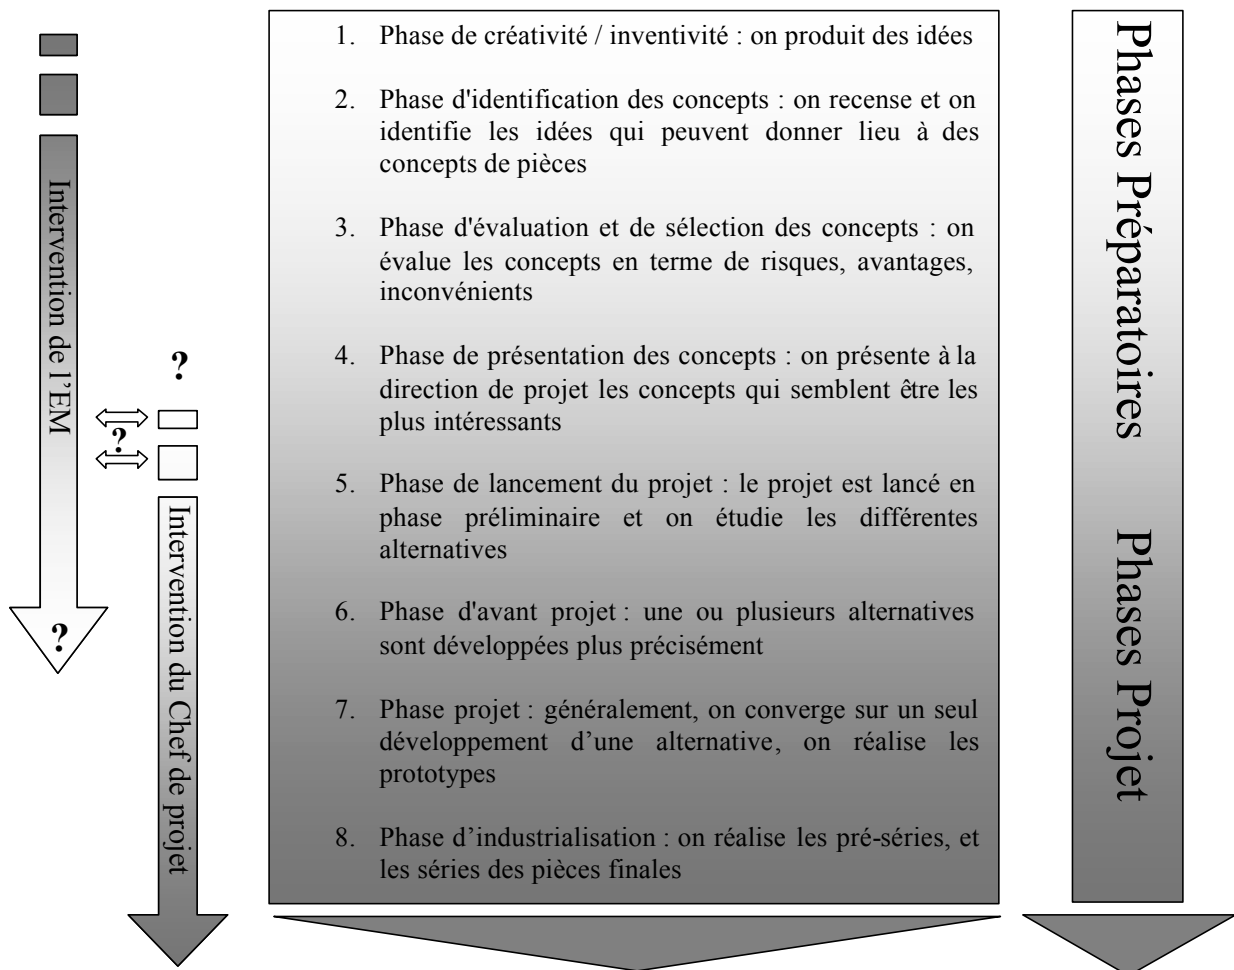 1. Phase de créativité / inventivité : on produit des idées
2. Phase d'identification des concepts : on recense et on
identifie les idées qui peuvent donner lieu à des
concepts de pièces
3. Phase d'évaluation et de sélection des concepts : on
évalue les concepts en terme de risques, avantages,
inconvénients
4. Phase de présentation des concepts : on présente à la
direction de projet les concepts qui semblent être les
plus intéressants
5. Phase de lancement du projet : le projet est lancé en
phase préliminaire et on étudie les différentes
alternatives
6. Phase d'avant projet : une ou plusieurs alternatives
sont développées plus précisément
7. Phase projet : généralement, on converge sur un seul
développement d’une alternative, on réalise les
prototypes
8. Phase d’industrialisation : on réalise les pré-séries, et
les séries des pièces finales
Intervention de l’EM
?
?
?
Intervention du Chef de projet
Phases Préparatoires
Phases Projet